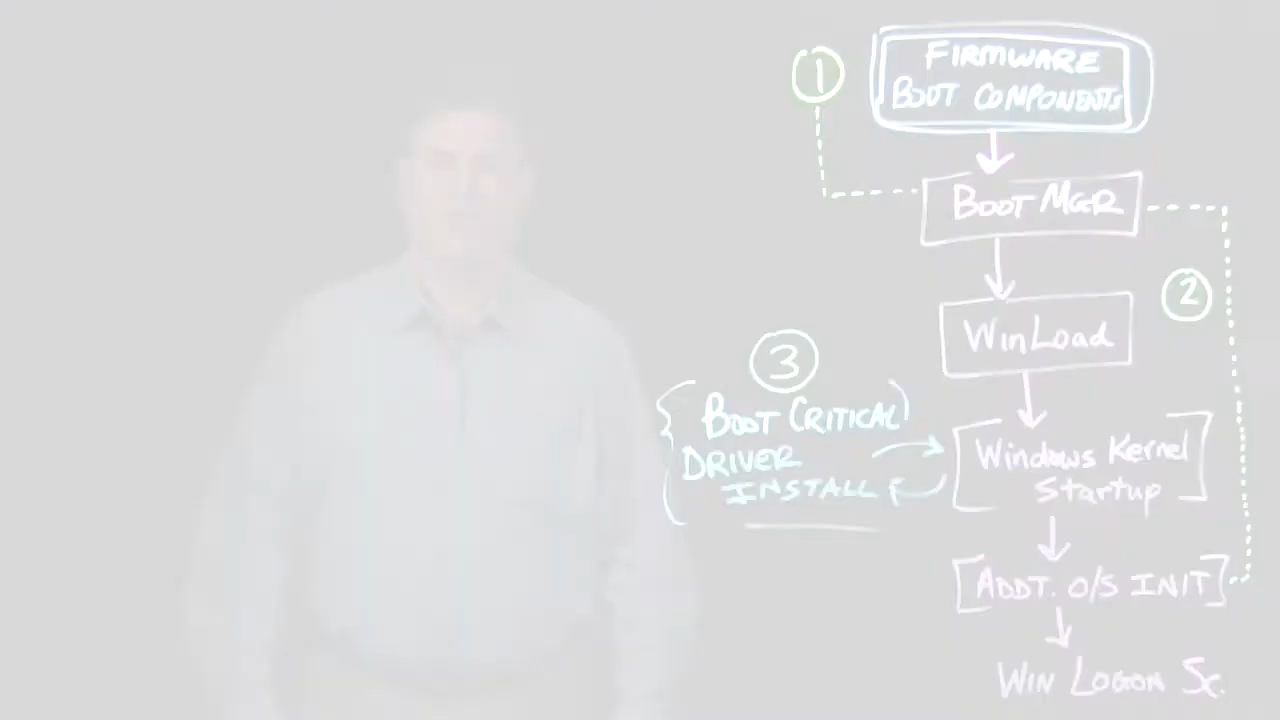 1
FIRMWARE
BOOT COMPONENTS
BOOT MGR
2
WinLoad
3
BOOT CRITICAL
DRIVER
INSTALL
Windows Kernel
Startup
ADDT. O/S INIT
WIN LOGON Sc.